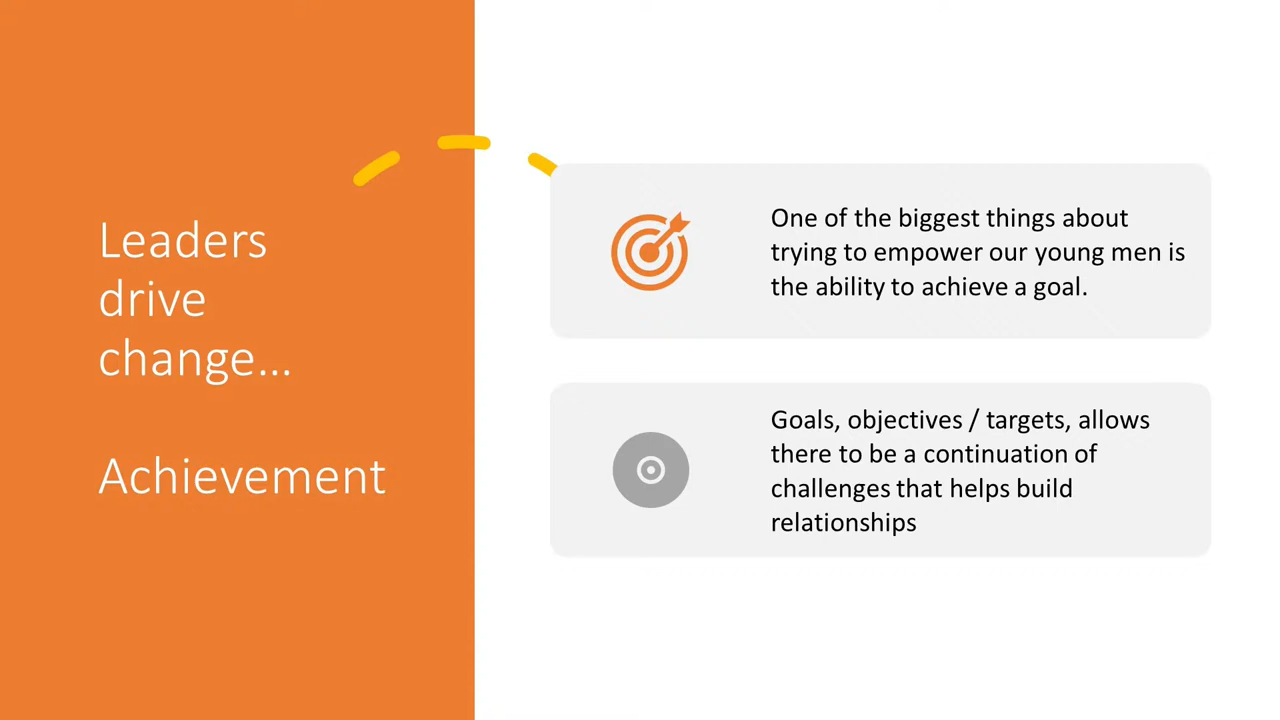 Leaders
drive
change...
Achievement
One of the biggest things about
trying to empower our young men is
the ability to achieve a goal.
Goals, objectives / targets, allows
there to be a continuation of
challenges that helps build
relationships